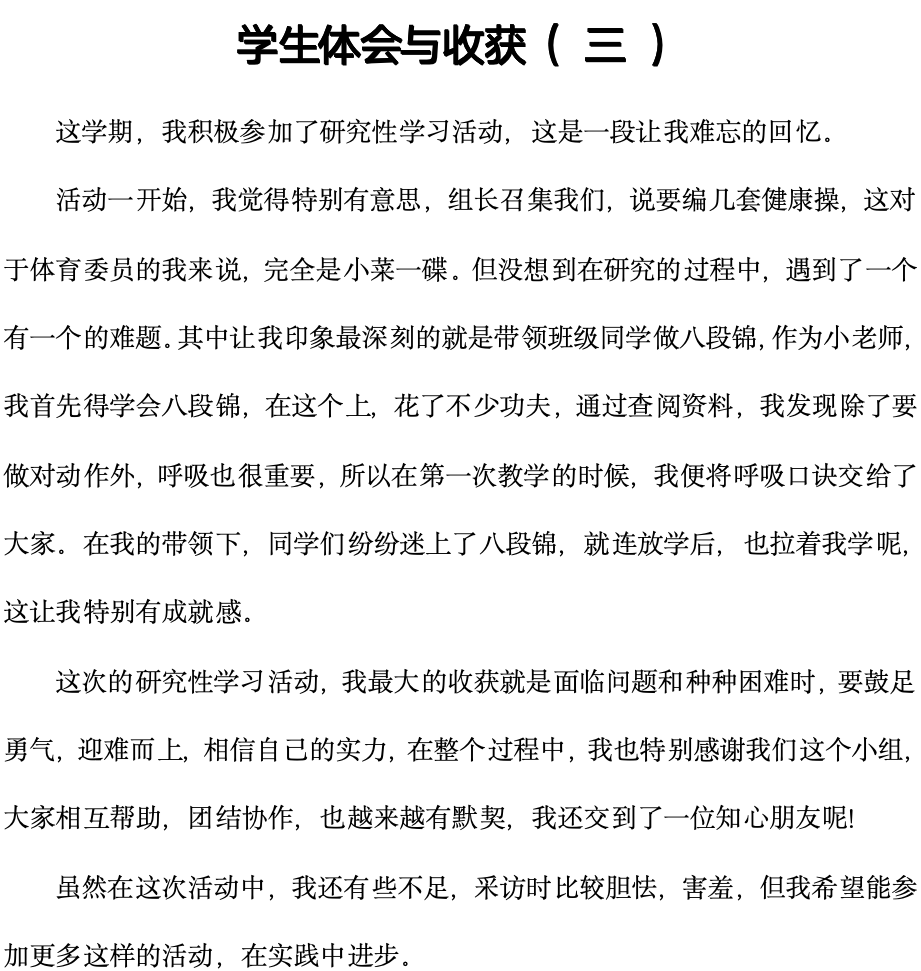 学生体会与收获（三）
这学期，我积极参加了研究性学习活动，这是一段让我难忘的回忆。
活动一开始，我觉得特别有意思，组长召集我们，说要编几套健康操，这对
于体育委员的我来说，完全是小菜一碟。但没想到在研究的过程中，遇到了一个
有一个的难题。其中让我印象最深刻的就是带领班级同学做八段锦，作为小老师，
我首先得学会八段锦，在这个上，花了不少功夫，通过查阅资料，我发现除了要
做对动作外，呼吸也很重要，所以在第一次教学的时候，我便将呼吸口诀交给了
大家。在我的带领下，同学们纷纷迷上了八段锦，就连放学后，也拉着我学呢，
这让我特别有成就感。
这次的研究性学习活动，我最大的收获就是面临问题和种种困难时，要鼓足
勇气，迎难而上，相信自己的实力，在整个过程中，我也特别感谢我们这个小组，
大家相互帮助，团结协作，也越来越有默契，我还交到了一位知心朋友呢!
虽然在这次活动中，我还有些不足，采访时比较胆怯，害羞，但我希望能参
加更多这样的活动，在实践中进步。